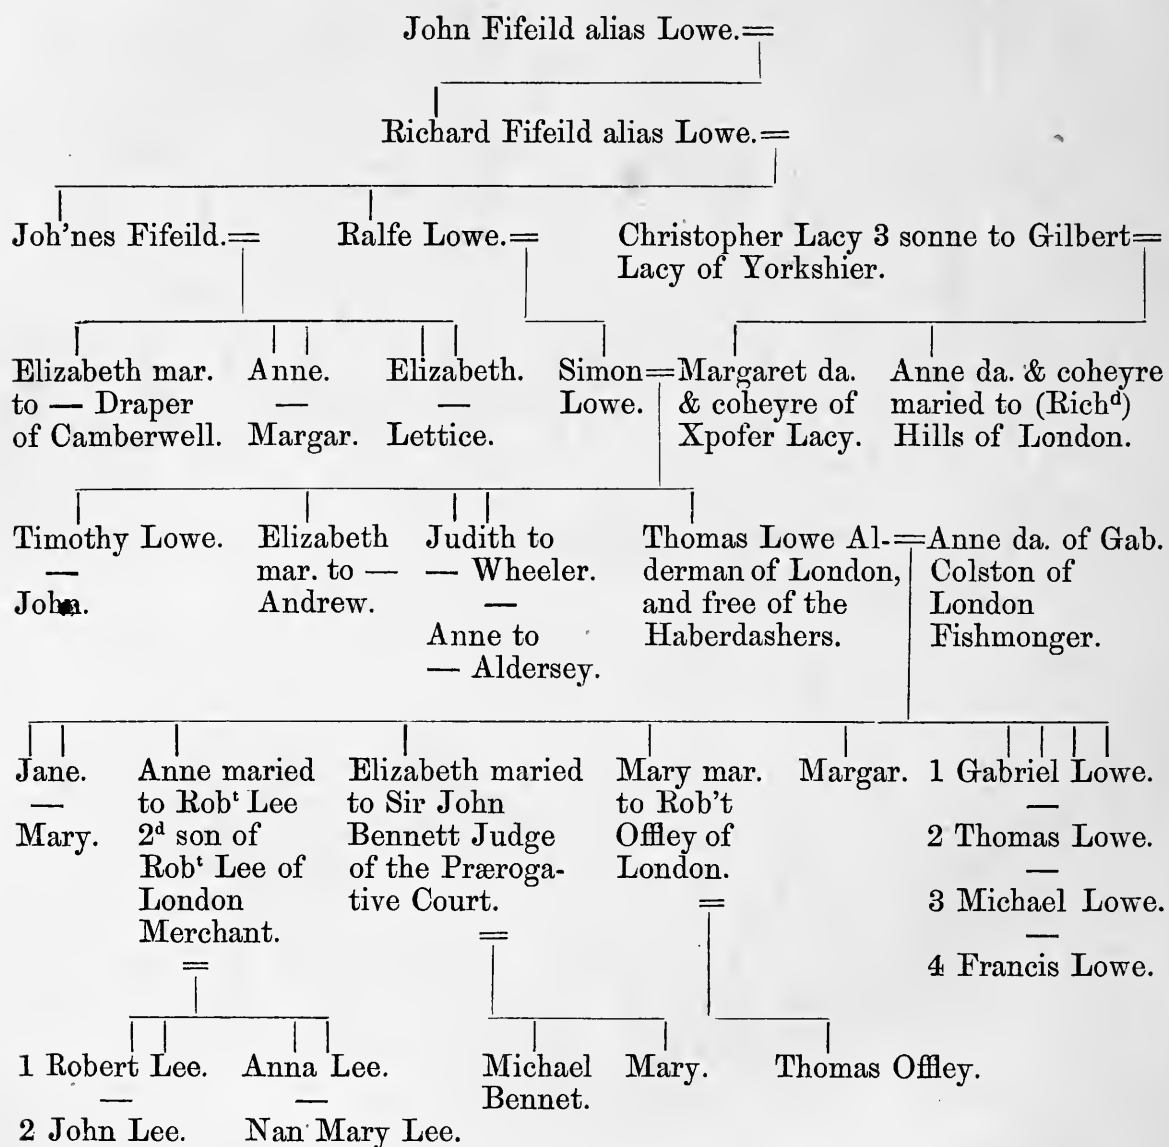 John Fifeild alias Lowe.=
Richard Fifeild alias Lowe.=
Joh'nes Fifeild.=
Ralfe Lowe.=
Christopher Lacy 3 sonne to Gilbert=
Lacy of Yorkshier.
Elizabeth mar.
to — Draper
of Camberwell.
Anne.
—
Margar.
Elizabeth.
—
Lettice.
Simon=
Lowe.
Margaret da.
& coheyre of
Xpofer Lacy.
Anne da. & coheyre
maried to (Richᵈ)
Hills of London.
Timothy Lowe.
—
John.
Elizabeth
mar. to —
Andrew.
Judith to
— Wheeler.
—
Anne to
— Aldersey.
Thomas Lowe Al-=
derman of London,
and free of the
Haberdashers.
Anne da. of Gab.
Colston of
London
Fishmonger.
Jane.
—
Mary.
Anne maried
to Robᵗ Lee
2ᵈ son of
Robᵗ Lee of
London
Merchant.
=
Elizabeth maried
to Sir John
Bennett Judge
of the Præroga-
tive Court.
=
Mary mar.
to Rob't
Offley of
London.
=
Margar.
1 Gabriel Lowe.
—
2 Thomas Lowe.
—
3 Michael Lowe.
—
4 Francis Lowe.
1 Robert Lee.
—
2 John Lee.
Anna Lee.
—
Nan Mary Lee.
Michael
Bennet.
Mary.
Thomas Offley.